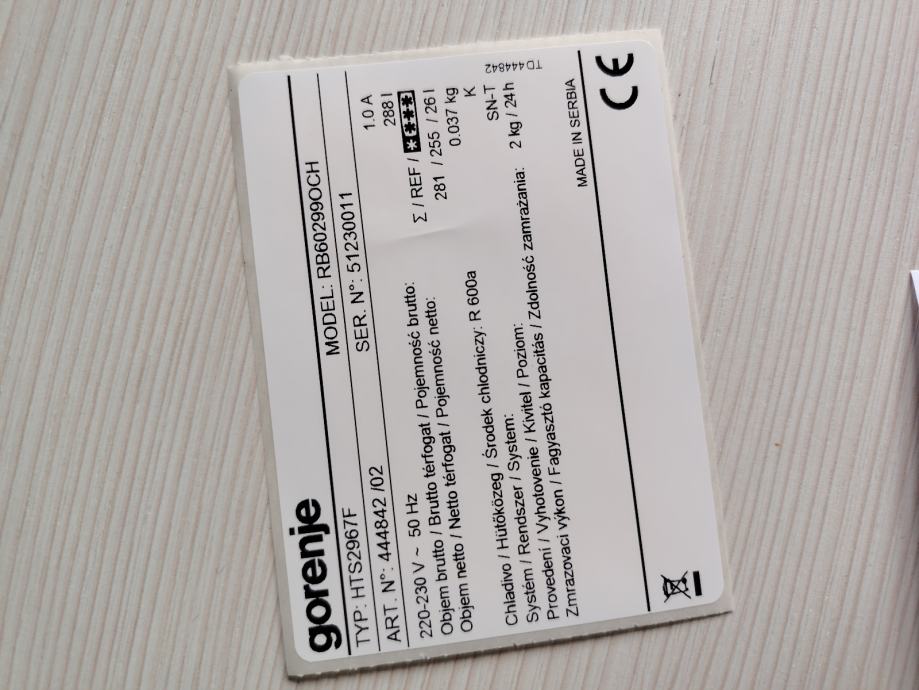 gorenje
TYP: HTS2967F MODEL: RB60299OCH
ART. N°: 444842 /02 SER. N°: 51230011
220-230 V ~ 50 Hz 1.0 A
Objem brutto / Brutto térfogat / Pojemność brutto: 288 l
Objem netto / Netto térfogat / Pojemność netto: Σ / REF / ****
281 / 255 / 26 l
Chladivo / Hűtőközeg / Środek chlodniczy: R 600a 0.037 kg
Systém / Rendszer / System: K
Provedení / Vyhotovenie / Kivitel / Poziom: SN-T
Zmrazovací výkon / Fagyasztó kapacitás / Zdolność zamrażania: 2 kg / 24h
TD444842
MADE IN SERBIA
CE